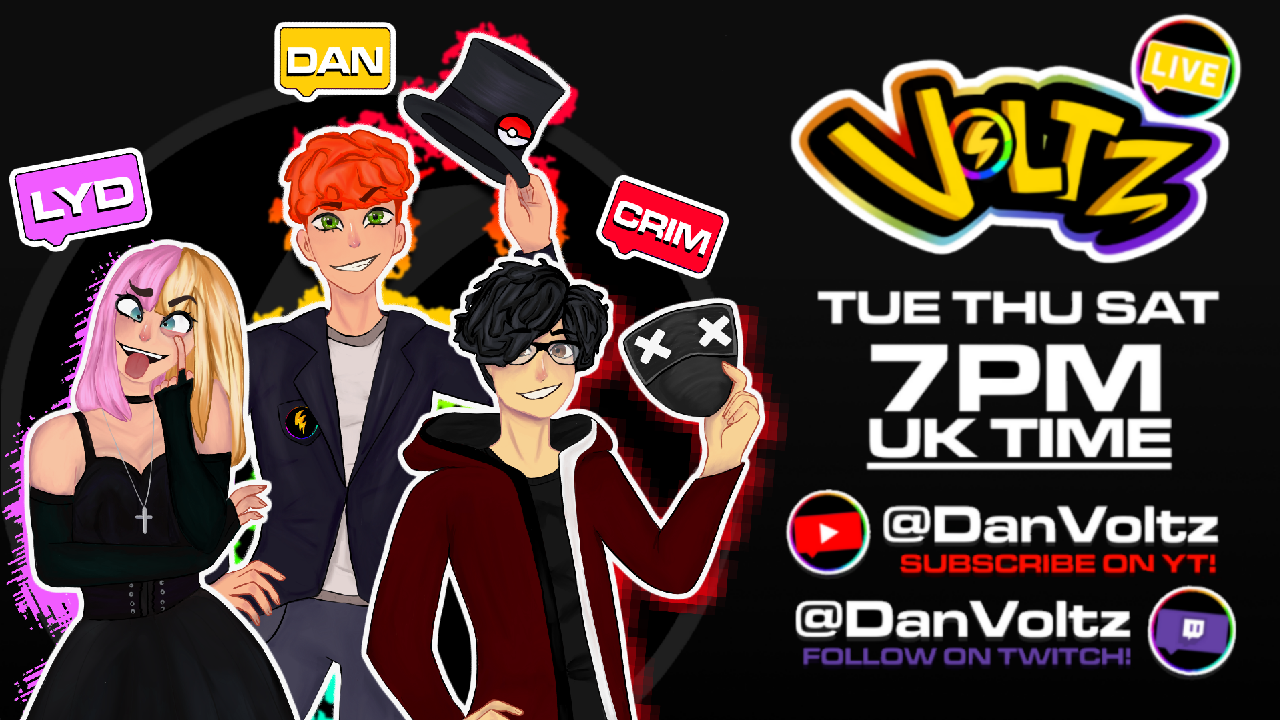 LYD
DAN
CRIM
LIVE
VOLTZ
TUE THU SAT
7PM
UK TIME
@DanVoltz
SUBSCRIBE ON YT!
@DanVoltz
FOLLOW ON TWITCH!